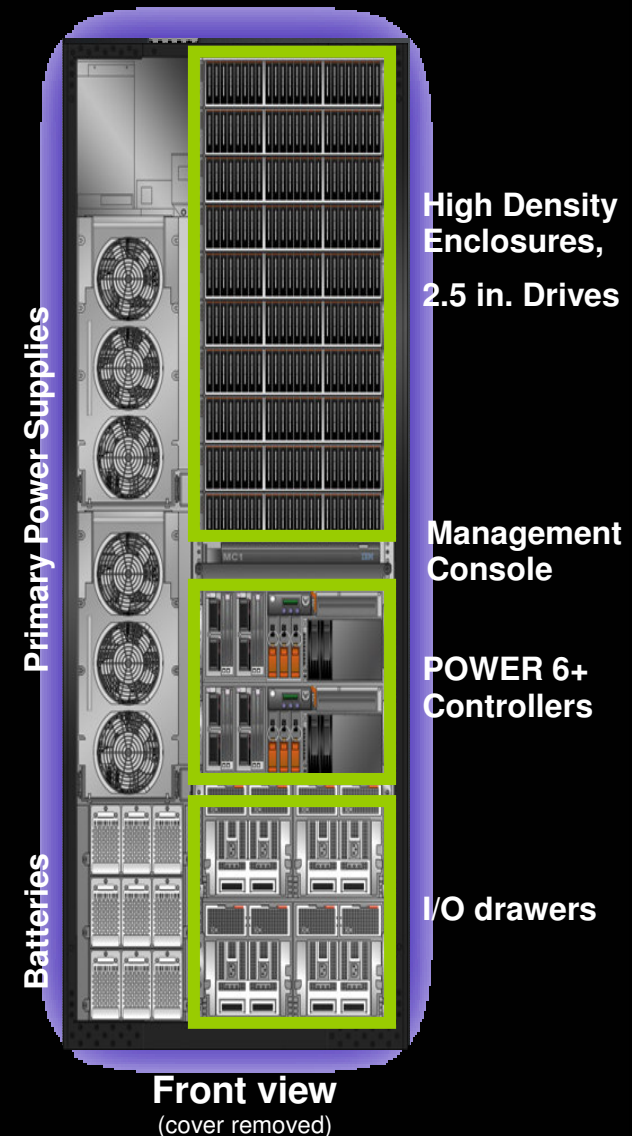 High Density
Enclosures,
2.5 in. Drives
Primary Power Supplies
MC1
IBM
Management
Console
POWER 6+
Controllers
Batteries
I/O drawers
Front view
(cover removed)